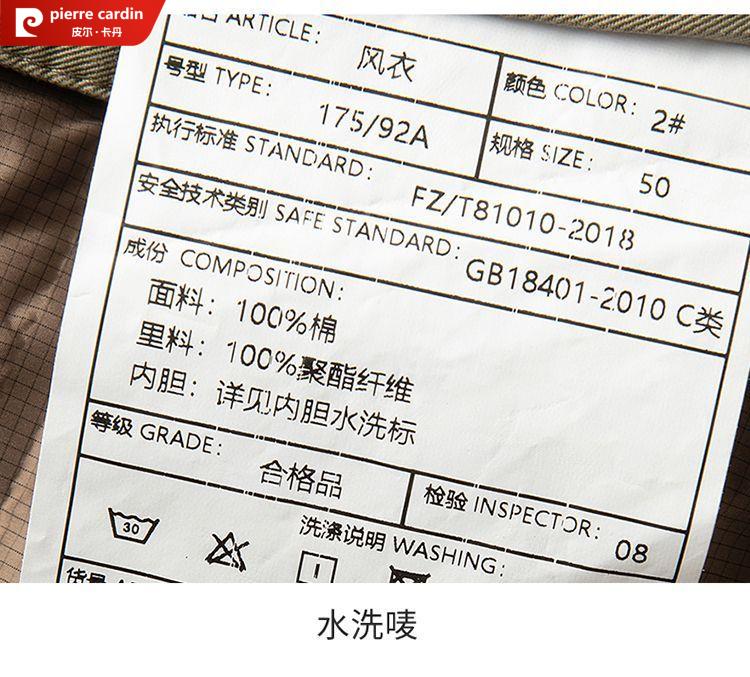 pierre cardin
皮尔·卡丹
ARTICLE: 风衣
颜色 COLOR: 2#
号型 TYPE: 175/92A
规格 SIZE: 50
执行标准 STANDARD: FZ/T81010-2018
安全技术类别 SAFE STANDARD: GB18401-2010 C类
成份 COMPOSITION:
面料: 100%棉
里料: 100%聚酯纤维
内胆: 详见内胆水洗标
等级 GRADE: 合格品
检验 INSPECTOR: 08
洗涤说明 WASHING:
30
货号
水洗唛